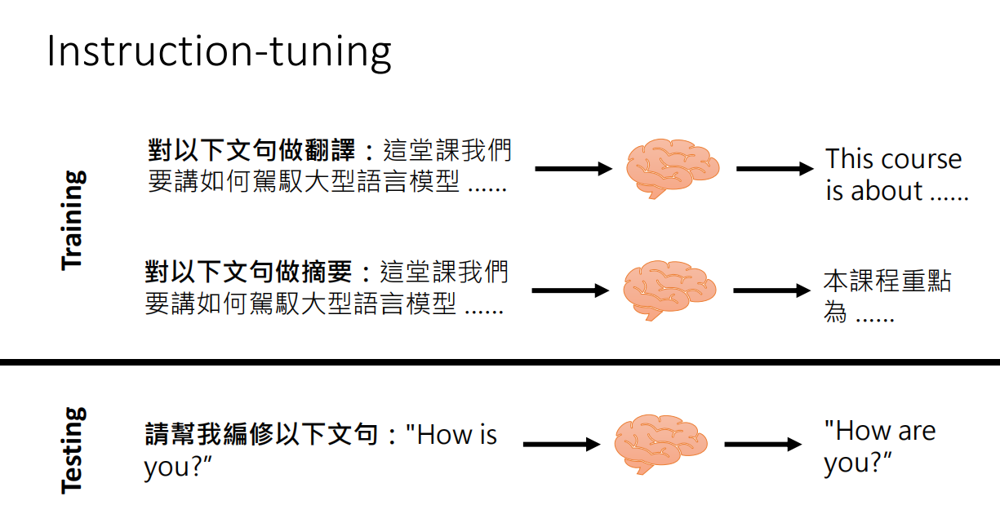 Instruction-tuning
Training
對以下文句做翻譯：這堂課我們
要講如何駕馭大型語言模型 ......
This course
is about ......
對以下文句做摘要：這堂課我們
要講如何駕馭大型語言模型 ......
本課程重點
為 ......
Testing
請幫我編修以下文句："How is
you?”
"How are
you?”